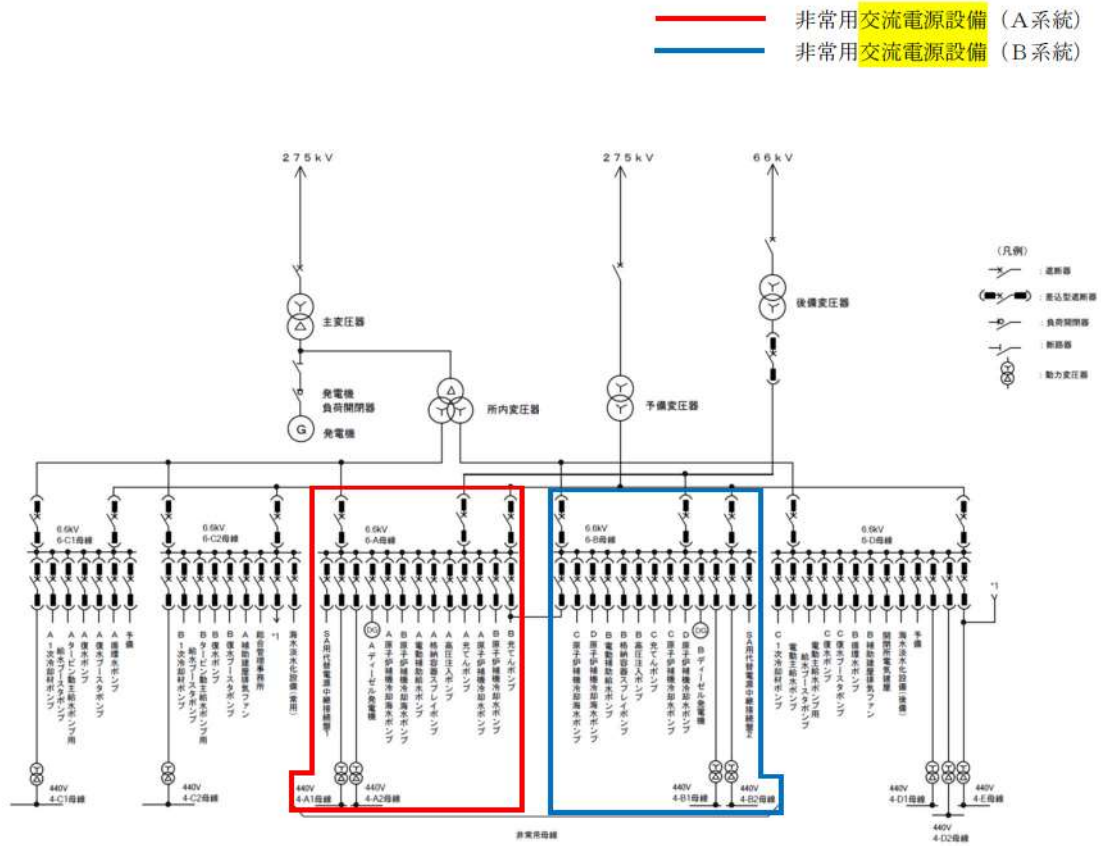 非常用交流電源設備（A系統）
非常用交流電源設備（B系統）
275kV
275kV
66kV
（凡例）
：遮断器
：差込型遮断器
：負荷開閉器
：断路器
：動力変圧器
主変圧器
後備変圧器
発電機
負荷開閉器
G 発電機
所内変圧器
予備変圧器
6.6kV
6-C1母線
6.6kV
6-C2母線
6.6kV
6-A母線
6.6kV
6-B母線
6.6kV
6-D母線
A1次冷却材ポンプ
Aタービン動主給水ポンプ用
給水ブースタポンプ
A復水ポンプ
A復水ブースタポンプ
A循環水ポンプ
予備
B1次冷却材ポンプ
Bタービン動主給水ポンプ用
給水ブースタポンプ
B復水ポンプ
B復水ブースタポンプ
A補助建屋排気ファン
総合管理事務所
*1
海水淡水化設備(常用)
SA用代替電源中継接続盤1
DG
Aディーゼル発電機
A原子炉補機冷却海水ポンプ
B原子炉補機冷却海水ポンプ
A電動補助給水ポンプ
A格納容器スプレイポンプ
A高圧注入ポンプ
A充てんポンプ
A原子炉補機冷却水ポンプ
B原子炉補機冷却水ポンプ
B充てんポンプ
C原子炉補機冷却海水ポンプ
D原子炉補機冷却海水ポンプ
B電動補助給水ポンプ
B格納容器スプレイポンプ
B高圧注入ポンプ
C充てんポンプ
C原子炉補機冷却水ポンプ
D原子炉補機冷却水ポンプ
DG
Bディーゼル発電機
SA用代替電源中継接続盤2
C1次冷却材ポンプ
電動主給水ポンプ
電動主給水ポンプ用
給水ブースタポンプ
C復水ポンプ
C復水ブースタポンプ
B循環水ポンプ
B補助建屋排気ファン
開閉所電気建屋
海水淡水化設備(後備)
予備
*1
440V
4-C1母線
440V
4-C2母線
440V
4-A1母線
440V
4-A2母線
440V
4-B1母線
440V
4-B2母線
440V
4-D1母線
440V
4-D2母線
440V
4-E母線
非常用母線